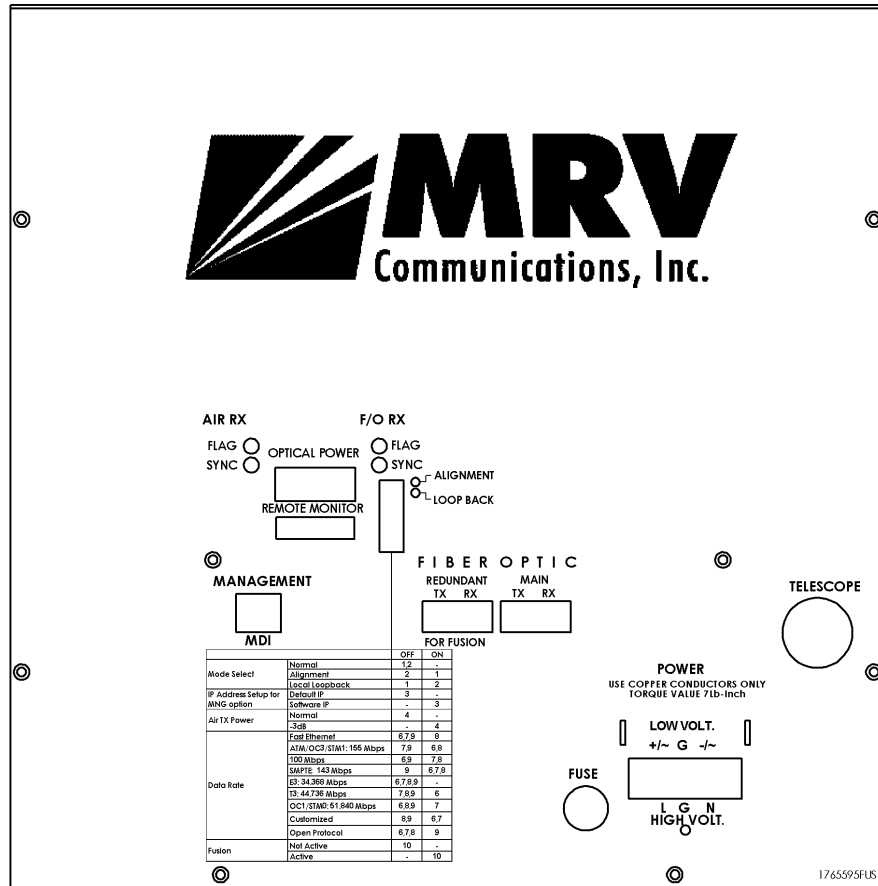 MRV
Communications, Inc.
AIR RX
F/O RX
FLAG
OPTICAL POWER
FLAG
SYNC
SYNC
ALIGNMENT
LOOP BACK
REMOTE MONITOR
FIBER OPTIC
MANAGEMENT
REDUNDANT
MAIN
TX RX
TX RX
TELESCOPE
MDI
FOR FUSION
OFF ON
Mode Select Normal 1,2 -
Alignment 2 1
Local Loopback 1 2
IP Address Setup for MNG option Default IP 3 -
Software IP - 3
Air TX Power Normal 4 -
-3dB - 4
Data Rate Fast Ethernet 6,7,9 8
ATM/OC3/STM1: 155 Mbps 7,9 6,8
100 Mbps 6,9 7,8
SMPTE: 143 Mbps 9 6,7,8
E3: 34,368 Mbps 6,7,8,9 -
T3: 44,736 Mbps 7,8,9 6
OC1/STM0: 51,840 Mbps 6,8,9 7
Customized 8,9 6,7
Open Protocol 6,7,8 9
Fusion Not Active 10 -
Active - 10
POWER
USE COPPER CONDUCTORS ONLY
TORQUE VALUE 7Lb-Inch
LOW VOLT.
+/~ G -/~
FUSE
L G N
HIGH VOLT.
1765595FUS